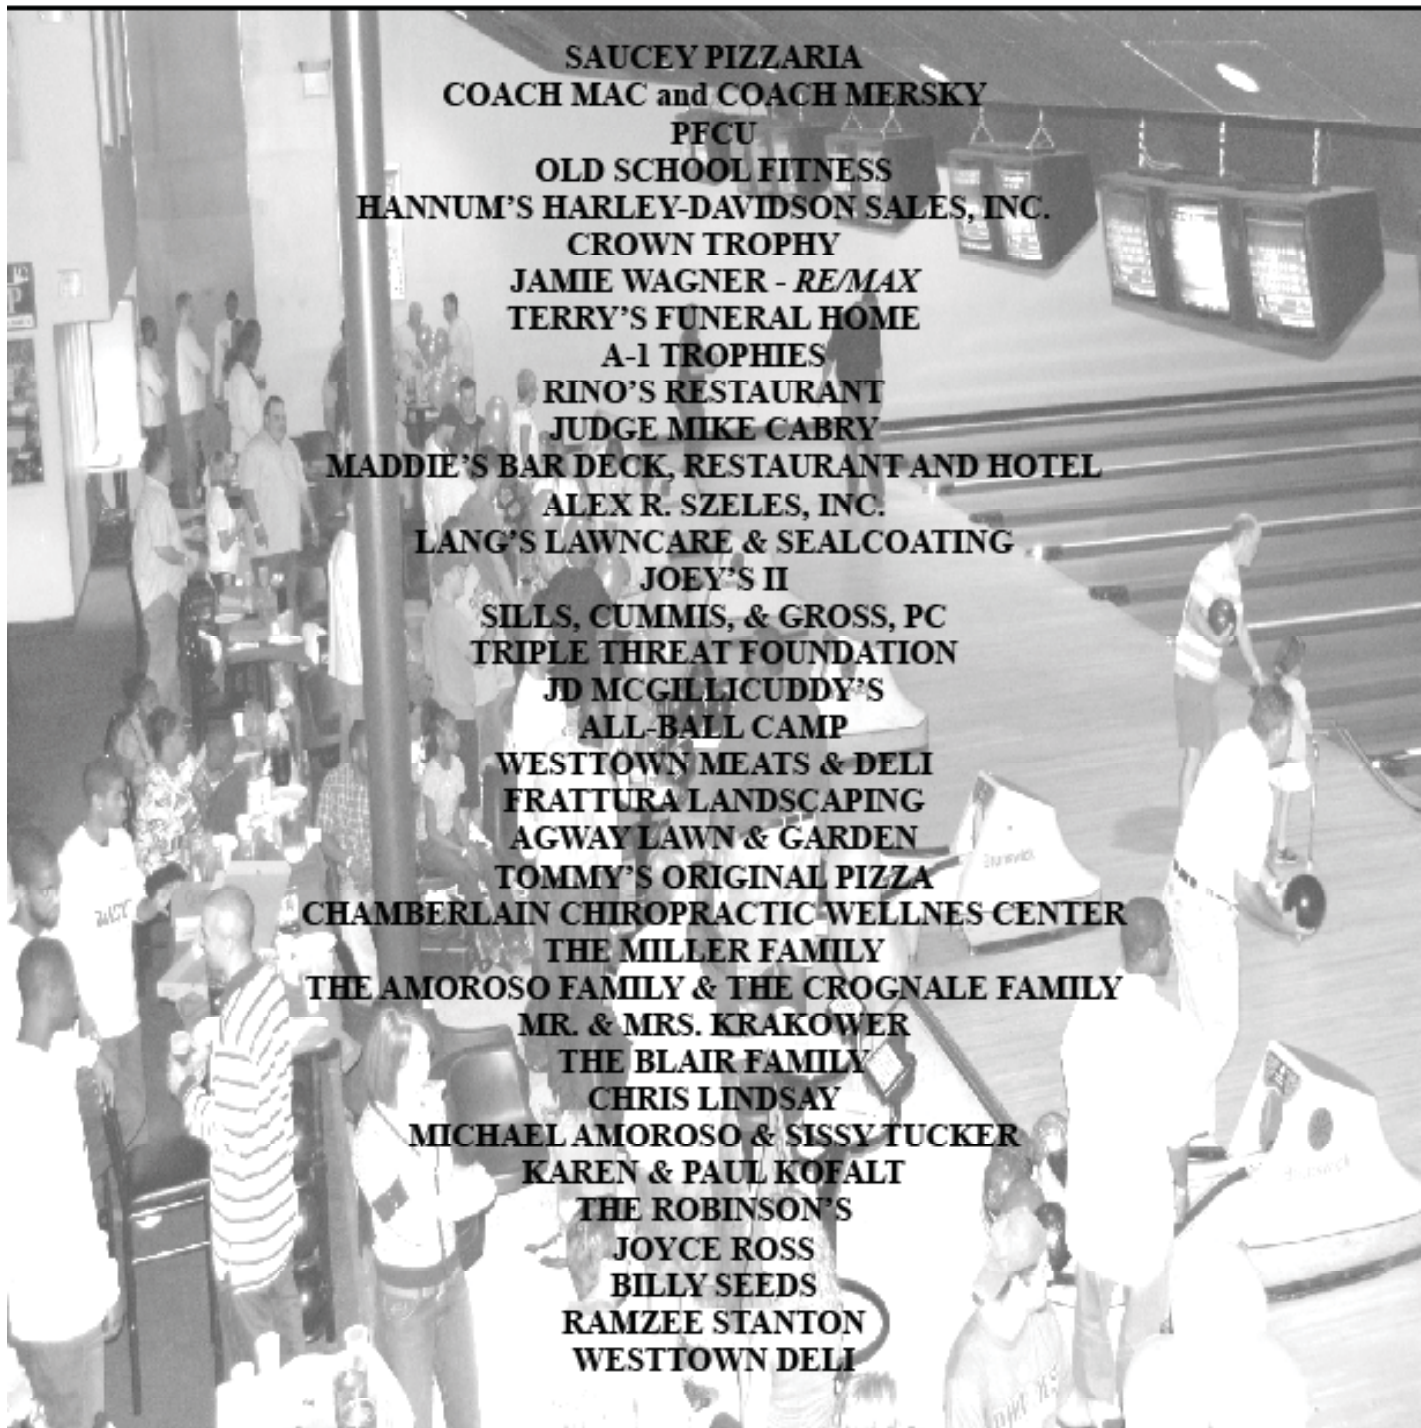 SAUCEY PIZZARIA
COACH MAC and COACH MERSKY
PFCU
OLD SCHOOL FITNESS
HANNUM’S HARLEY-DAVIDSON SALES, INC.
CROWN TROPHY
JAMIE WAGNER - RE/MAX
TERRY’S FUNERAL HOME
A-1 TROPHIES
RINO’S RESTAURANT
JUDGE MIKE CABRY
MADDIE’S BAR DECK, RESTAURANT AND HOTEL
ALEX R. SZELES, INC.
LANG’S LAWNCARE & SEALCOATING
JOEY’S II
SILLS, CUMMIS, & GROSS, PC
TRIPLE THREAT FOUNDATION
JD MCGILLICUDDY’S
ALL-BALL CAMP
WESTTOWN MEATS & DELI
FRATTURA LANDSCAPING
AGWAY LAWN & GARDEN
TOMMY’S ORIGINAL PIZZA
CHAMBERLAIN CHIROPRACTIC WELLNES CENTER
THE MILLER FAMILY
THE AMOROSO FAMILY & THE CROGNALE FAMILY
MR. & MRS. KRAKOWER
THE BLAIR FAMILY
CHRIS LINDSAY
MICHAEL AMOROSO & SISSY TUCKER
KAREN & PAUL KOFALT
THE ROBINSON’S
JOYCE ROSS
BILLY SEEDS
RAMZEE STANTON
WESTTOWN DELI
Brunswick